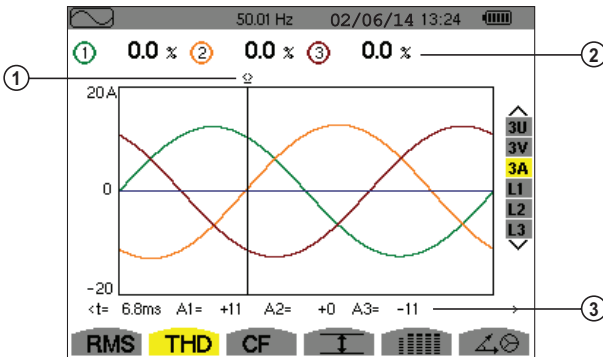 50.01 Hz 02/06/14 13:24
1 0.0 % 2 0.0 % 3 0.0 %
2
1
20A
0
-20
3U
3V
3A
L1
L2
L3
<t= 6.8ms A1= +11 A2= +0 A3= -11 >
3
RMS THD CF